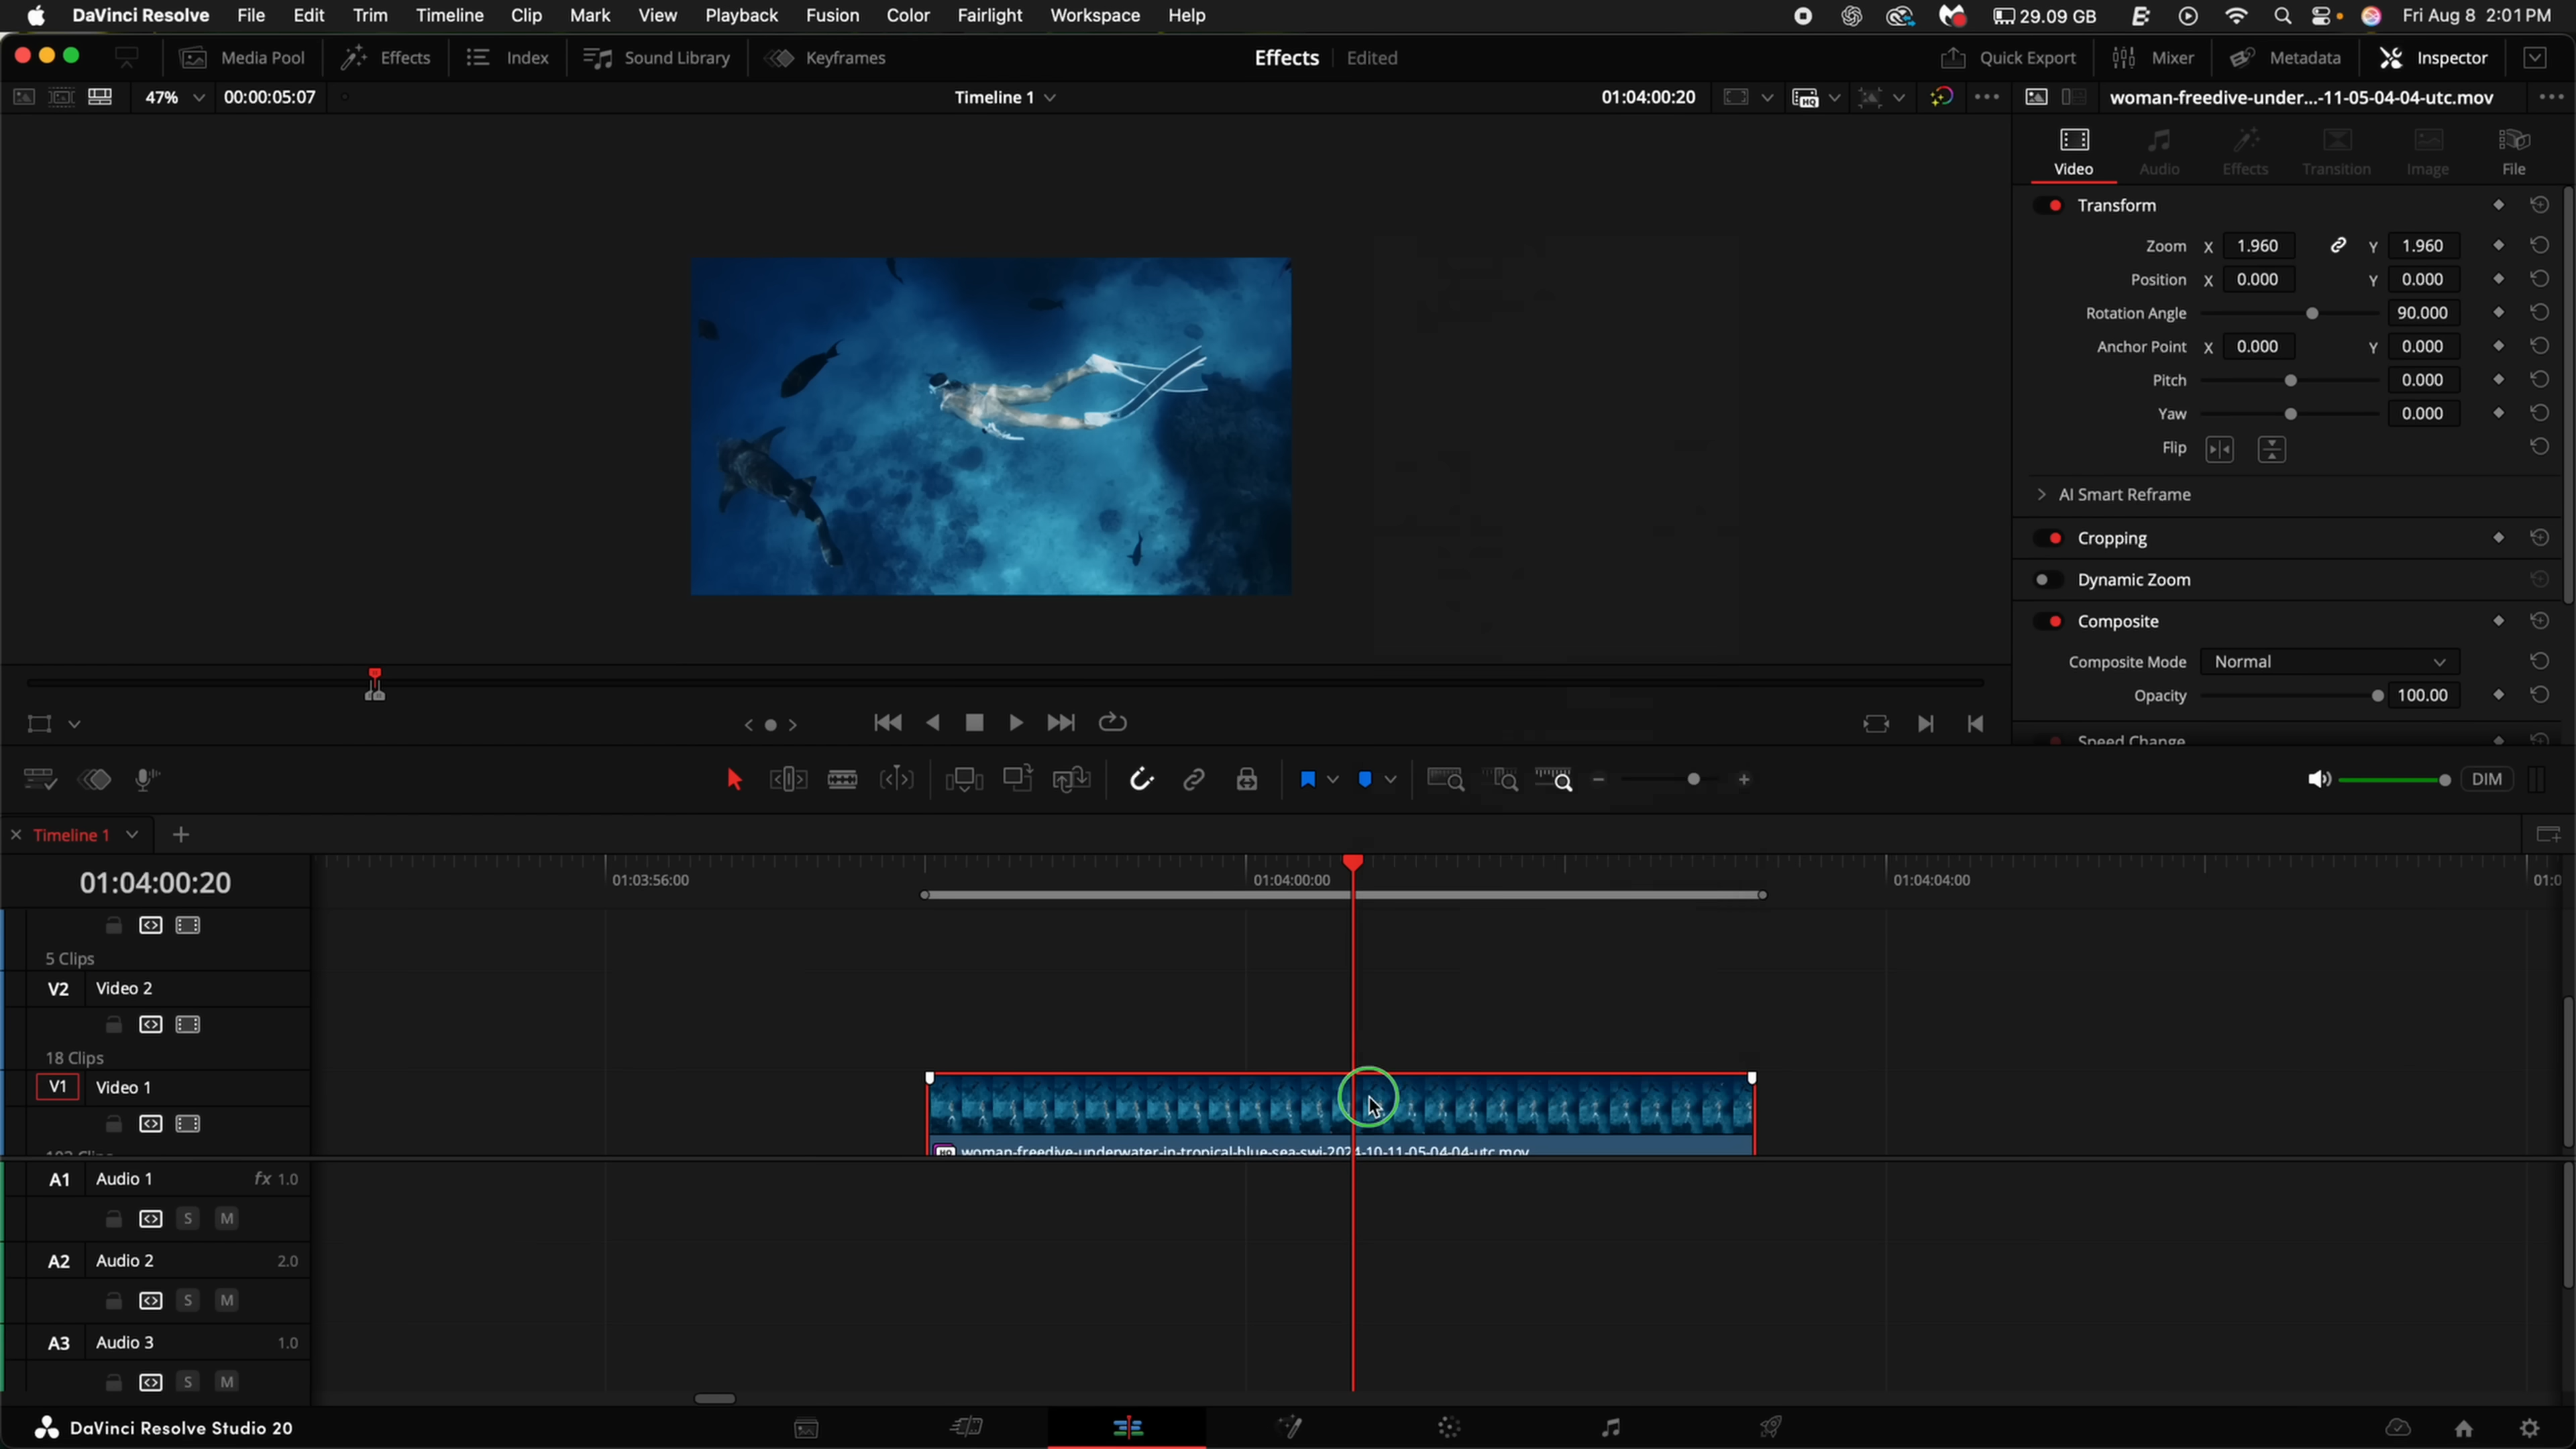 DaVinci Resolve File Edit Trim Timeline Clip Mark View Playback Fusion Color Fairlight Workspace Help 29.09 GB Fri Aug 8 2:01 PM
Media Pool Effects Index Sound Library Keyframes Effects Edited Quick Export Mixer Metadata Inspector
47% 00:00:05:07 Timeline 1 01:04:00:20 HQ woman-freedive-under...-11-05-04-04-utc.mov
Video Audio Effects Transition Image File
Transform
Zoom X 1.960 Y 1.960
Position X 0.000 Y 0.000
Rotation Angle 90.000
Anchor Point X 0.000 Y 0.000
Pitch 0.000
Yaw 0.000
Flip
AI Smart Reframe
Cropping
Dynamic Zoom
Composite
Composite Mode Normal
Opacity 100.00
Speed Change
DIM
Timeline 1
01:04:00:20 01:03:56:00 01:04:00:00 01:04:04:00 01:0
5 Clips
V2 Video 2
18 Clips
V1 Video 1
woman-freedive-underwater-in-tropical-blue-sea-swi-2024-10-11-05-04-04-utc.mov
A1 Audio 1 fx 1.0
S M
A2 Audio 2 2.0
S M
A3 Audio 3 1.0
S M
DaVinci Resolve Studio 20